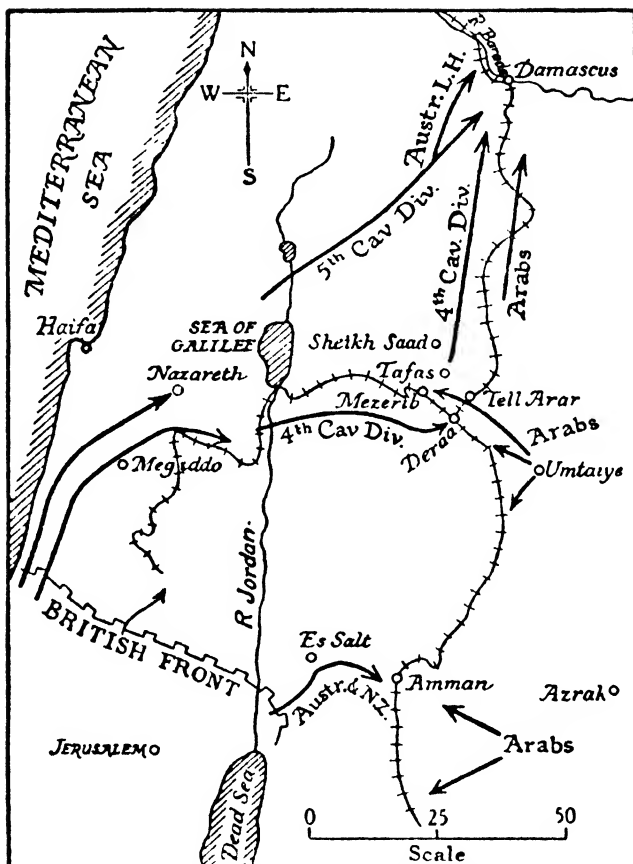 R. Barada
Damascus
N
W E
S
MEDITERRANEAN
SEA
Austr. L.H.
5th Cav Div.
4th Cav. Div.
Arabs
Haifa
SEA OF
GALILEE
Sheikh Saad
Nazareth
Tafas
Mezerib
Tell Arar
4th Cav Div.
Deraa
Arabs
Megiddo
Umtaiye
R Jordan.
BRITISH FRONT
Es Salt
Austr. & N.Z.
Amman
Azrak
JERUSALEM
Arabs
Dead Sea
0 25 50
Scale